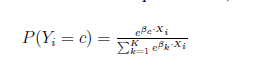 P(Y_i = c) = \frac{e^{\beta_c \cdot X_i}}{\sum_{k=1}^{K} e^{\beta_k \cdot X_i}}